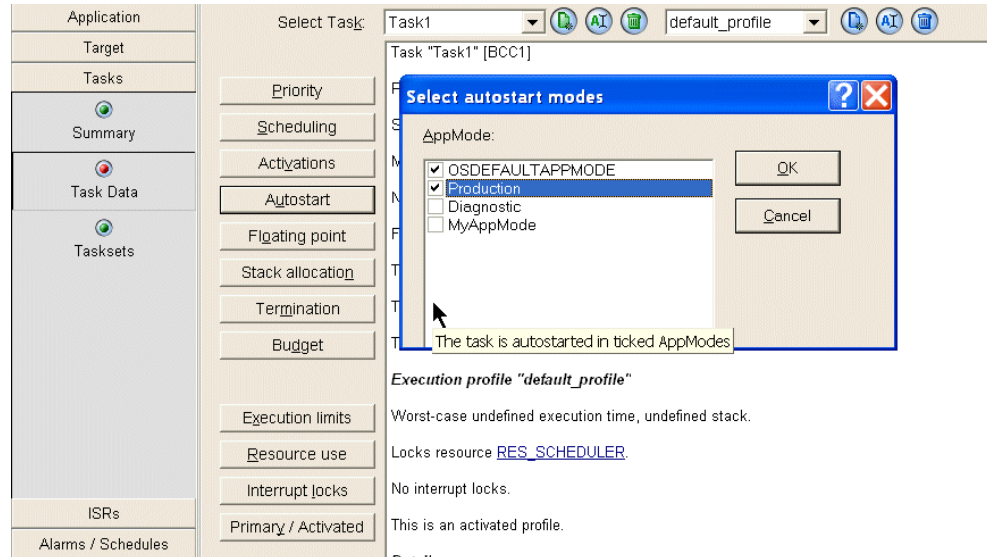 Application
Target
Tasks
Summary
Task Data
Tasksets
ISRs
Alarms / Schedules
Select Task:
Task1
AI
default_profile
AI
Priority
Scheduling
Activations
Autostart
Floating point
Stack allocation
Termination
Budget
Execution limits
Resource use
Interrupt locks
Primary / Activated
Task "Task1" [BCC1]
Select autostart modes
?
X
AppMode:
OSDEFAULTAPPMODE
Production
Diagnostic
MyAppMode
OK
Cancel
The task is autostarted in ticked AppModes
Execution profile "default_profile"
Worst-case undefined execution time, undefined stack.
Locks resource RES_SCHEDULER.
No interrupt locks.
This is an activated profile.